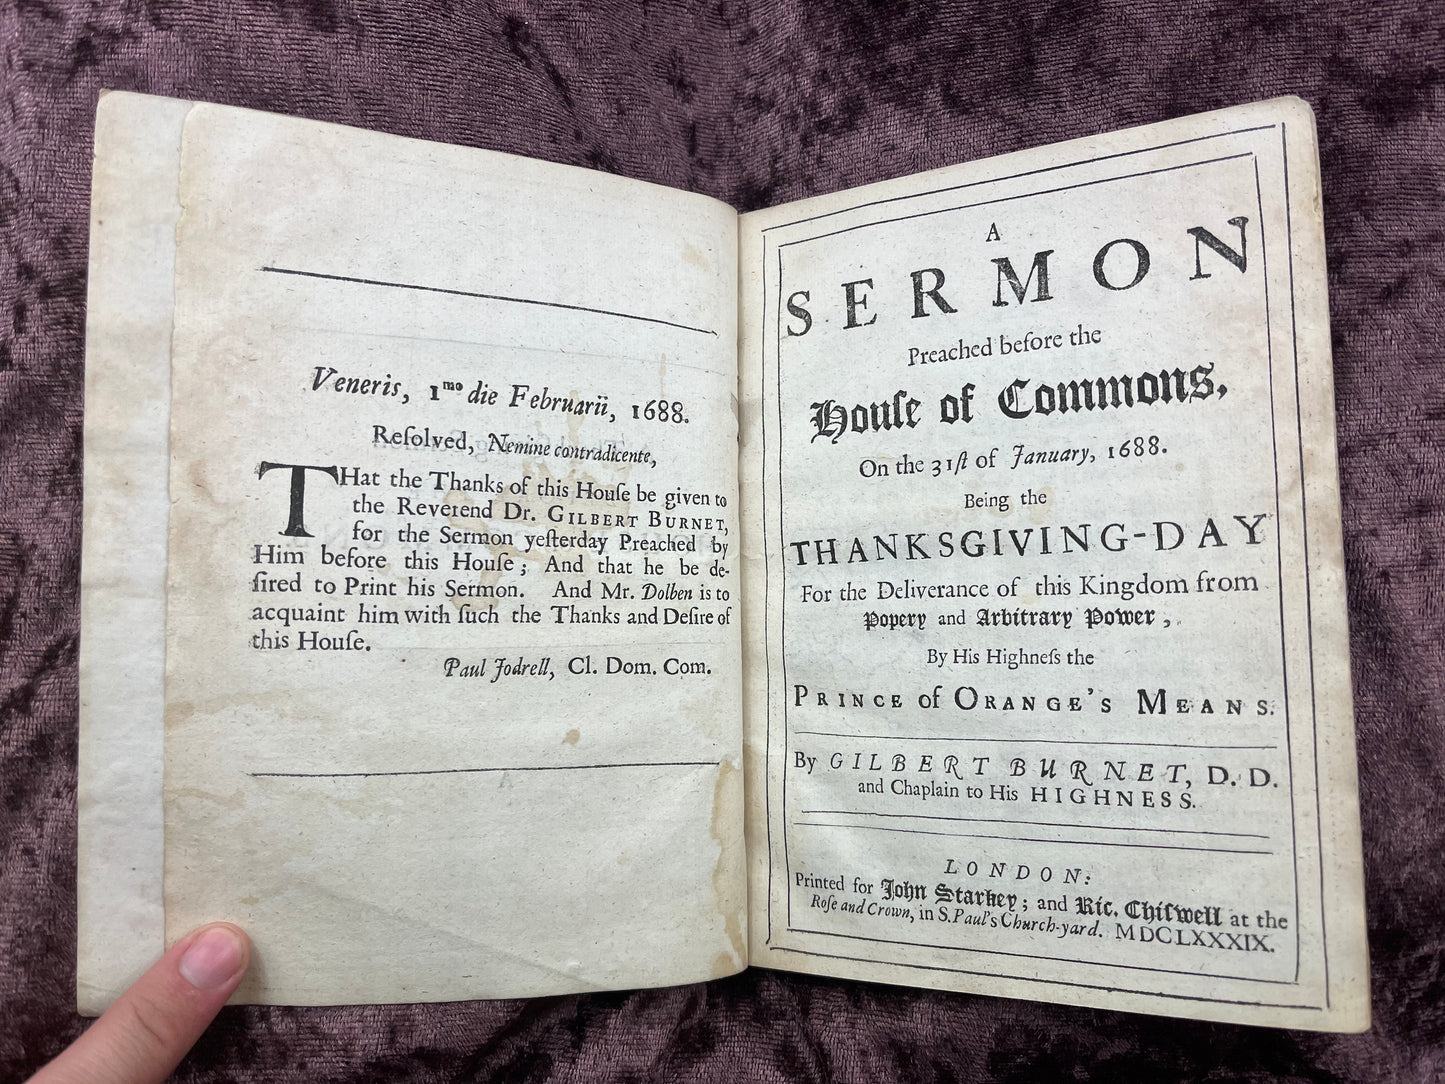 Veneris, 1mo die Februarii, 1688.
Reſolved, Nemine contradicente,
THat the Thanks of this Houſe be given to
the Reverend Dr. GILBERT BURNET,
for the Sermon yeſterday Preached by
Him before this Houſe; And that he be de-
ſired to Print his Sermon. And Mr. Dolben is to
acquaint him with ſuch the Thanks and Deſire of
this Houſe.
Paul Jodrell, Cl. Dom. Com.
A
SERMON
Preached before the
Houſe of Commons,
On the 31ſt of January, 1688.
Being the
THANKSGIVING-DAY
For the Deliverance of this Kingdom from
Popery and Arbitrary Power,
By His Highneſs the
PRINCE of ORANGE'S MEANS.
By GILBERT BURNET, D.D.
and Chaplain to His HIGHNESS.
LONDON:
Printed for John Starkey; and Ric. Chiſwell at the
Roſe and Crown, in S. Paul's Church-yard. MDCLXXXIX.